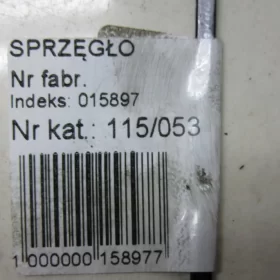 SPRZĘGŁO
Nr fabr.
Indeks: 015897
Nr kat.: 115/053
1 000000 158977